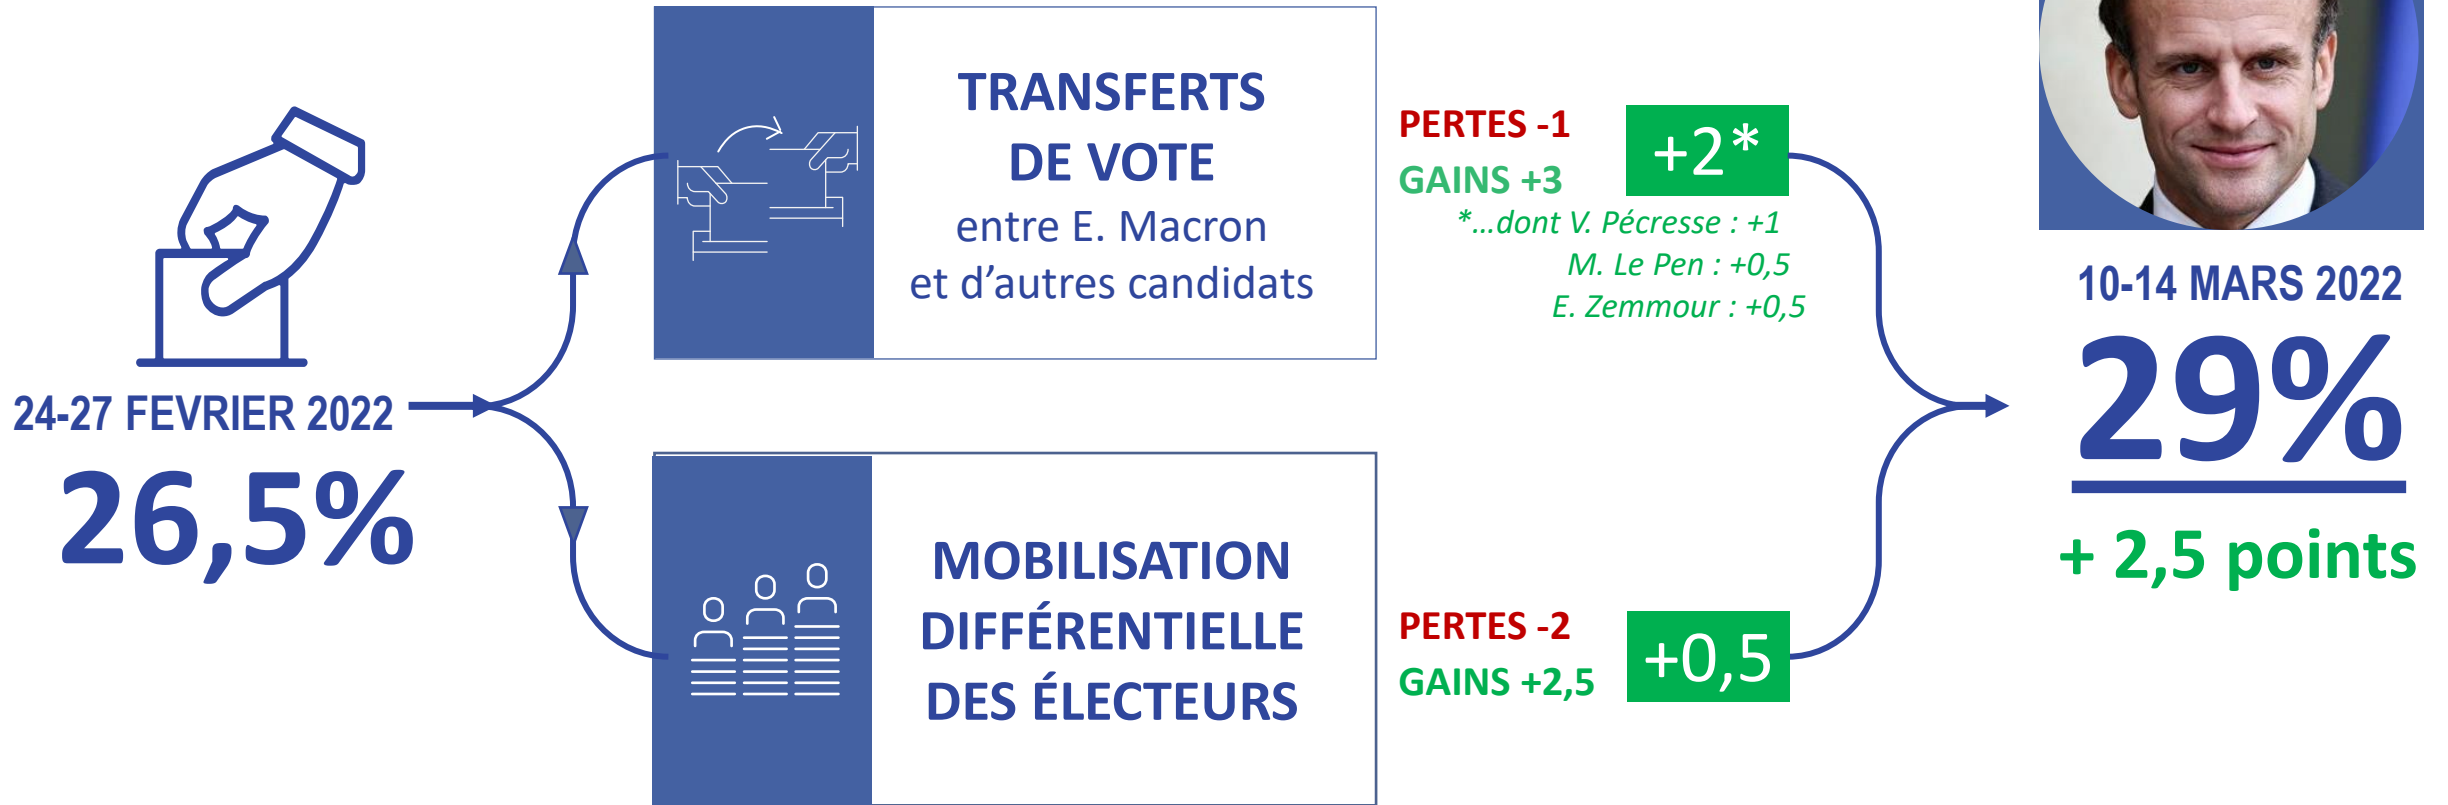 24-27 FEVRIER 2022
26,5%
TRANSFERTS
DE VOTE
entre E. Macron
et d’autres candidats
PERTES -1
GAINS +3
+2*
*...dont V. Pécresse : +1
M. Le Pen : +0,5
E. Zemmour : +0,5
MOBILISATION
DIFFÉRENTIELLE
DES ÉLECTEURS
PERTES -2
GAINS +2,5
+0,5
10-14 MARS 2022
29%
+ 2,5 points